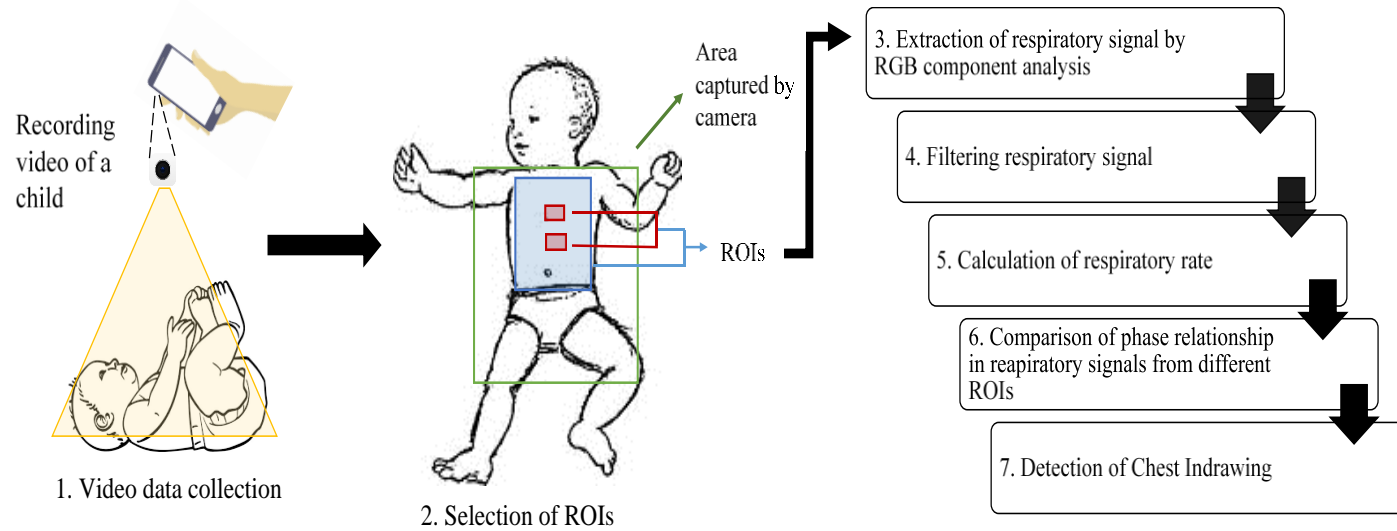 Recording
video of a
child
1. Video data collection
Area
captured by
camera
ROIs
2. Selection of ROIs
3. Extraction of respiratory signal by
RGB component analysis
4. Filtering respiratory signal
5. Calculation of respiratory rate
6. Comparison of phase relationship
in reapiratory signals from different
ROIs
7. Detection of Chest Indrawing